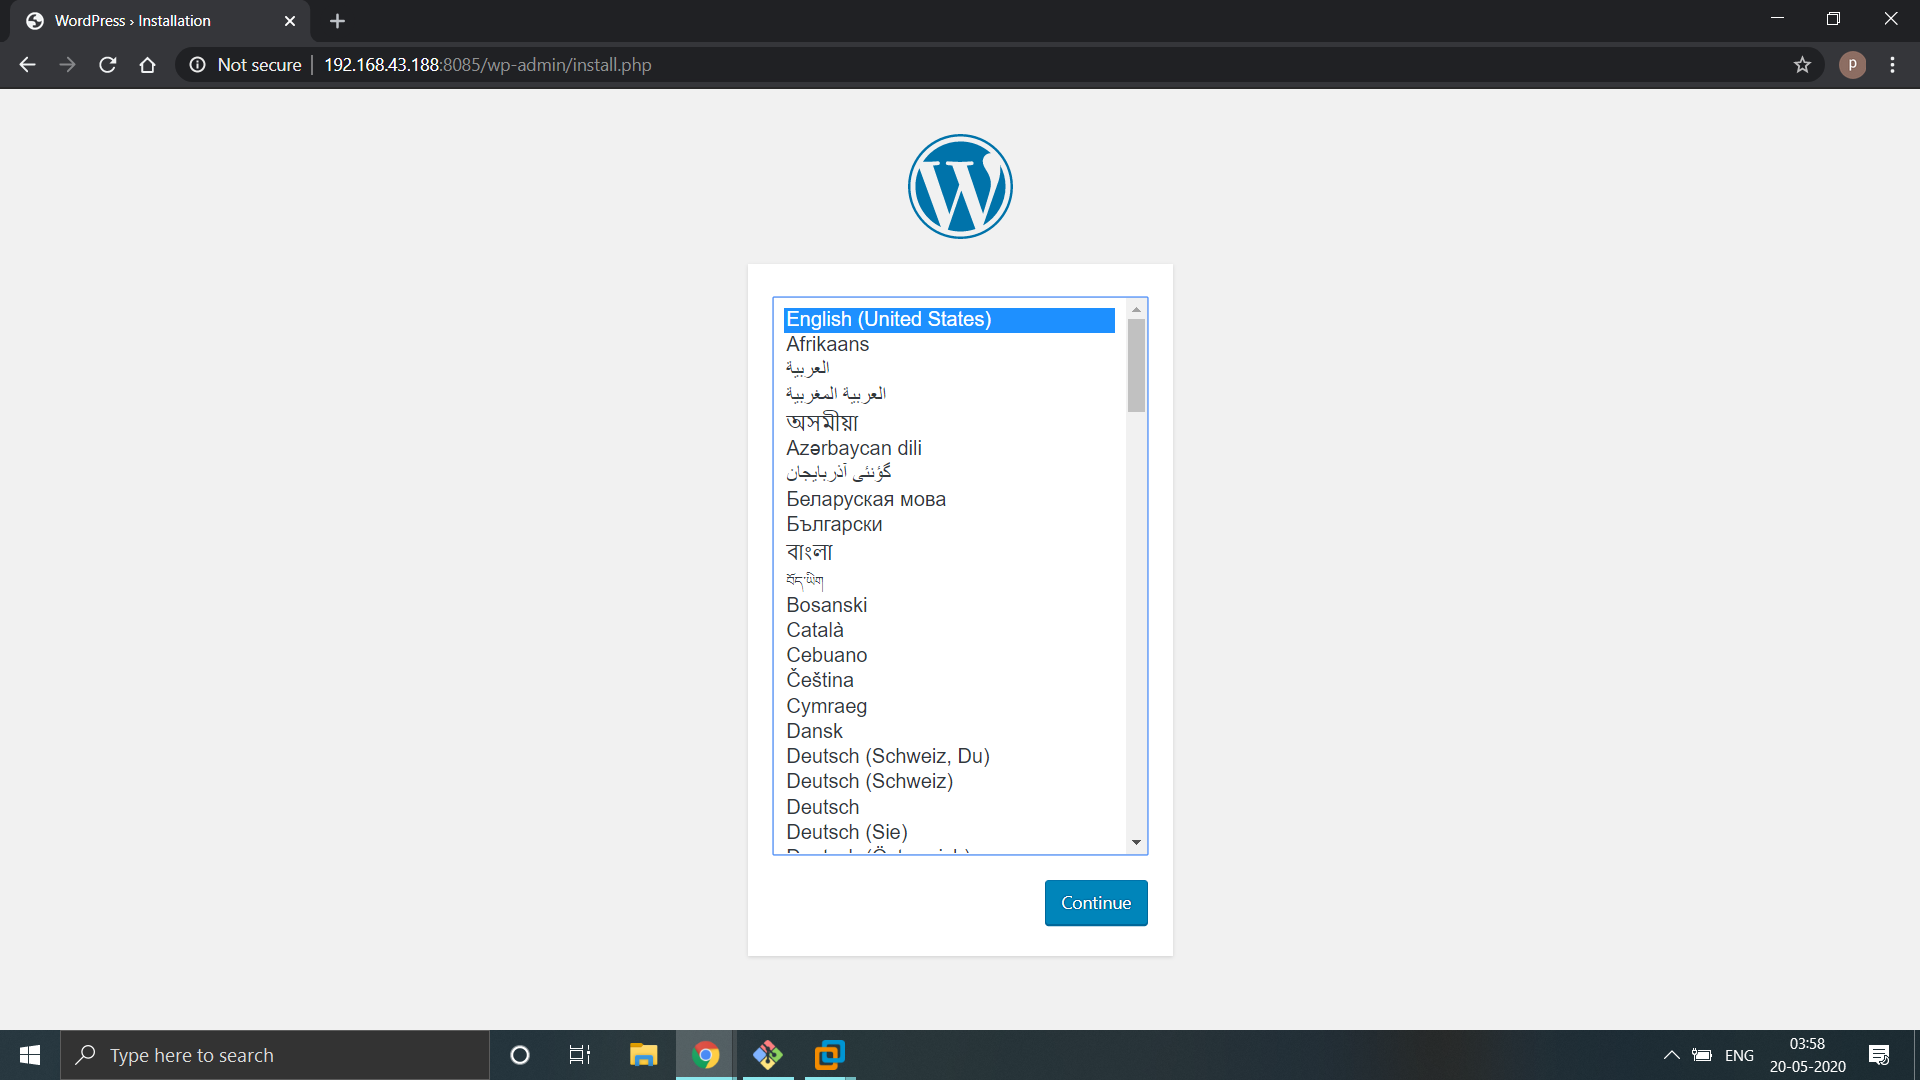 WordPress › Installation
Not secure
192.168.43.188:8085/wp-admin/install.php
p
English (United States)
Afrikaans
العربية
العربية المغربية
অসমীয়া
Azərbaycan dili
گؤنئی آذربایجان
Беларуская мова
Български
বাংলা
བོད་ཡིག
Bosanski
Català
Cebuano
Čeština
Cymraeg
Dansk
Deutsch (Schweiz, Du)
Deutsch (Schweiz)
Deutsch
Deutsch (Sie)
Continue
Type here to search
ENG
03:58
20-05-2020